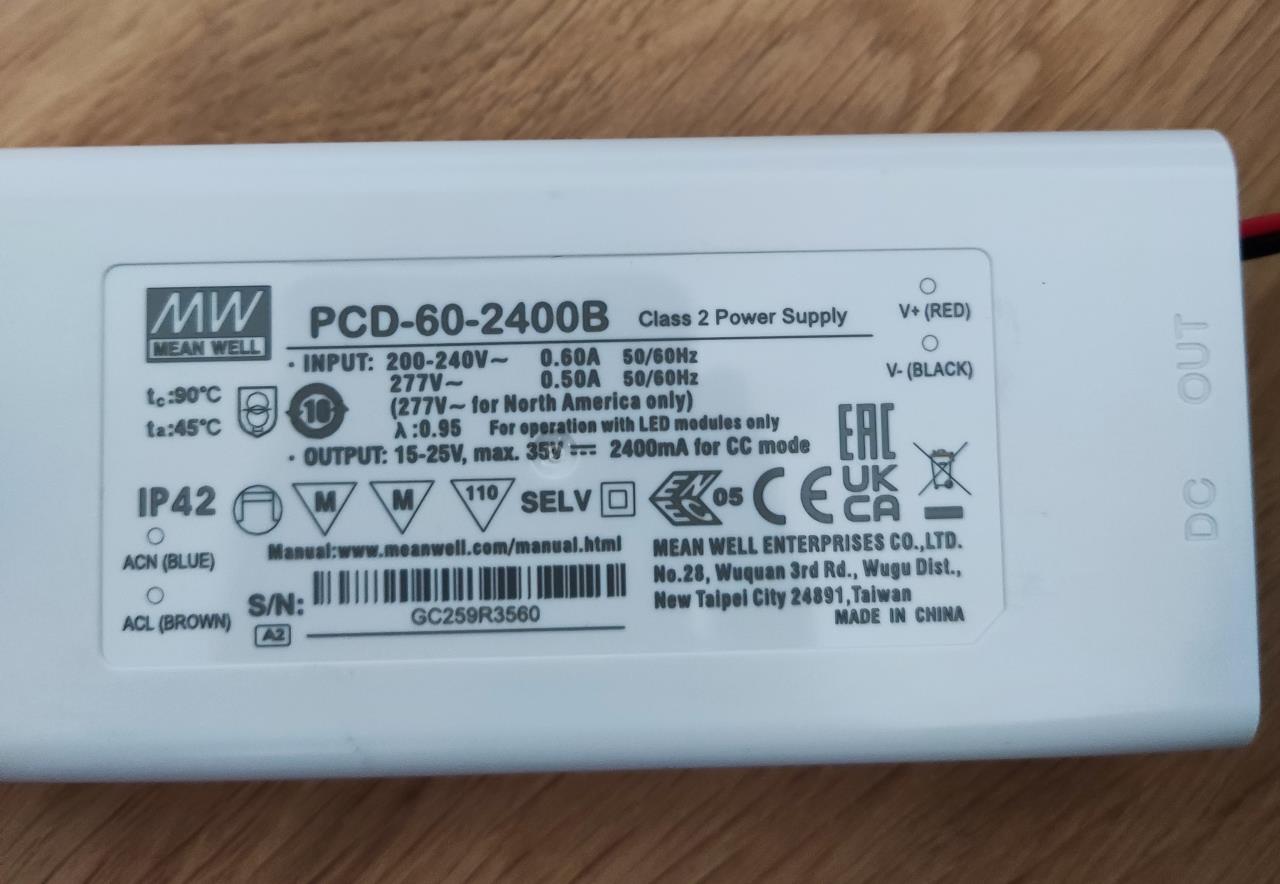 MW
MEAN WELL
PCD-60-2400B Class 2 Power Supply
V+ (RED)
V- (BLACK)
· INPUT: 200-240V~ 0.60A 50/60Hz
277V~ 0.50A 50/60Hz
(277V~ for North America only)
λ:0.95 For operation with LED modules only
· OUTPUT: 15-25V, max. 35V ⎓ 2400mA for CC mode
tc:90°C
ta:45°C
10
EAC
IP42 M M 110 SELV ENEC 05 CE UK CA
ACN (BLUE)
ACL (BROWN)
Manual:www.meanwell.com/manual.html
S/N:
GC259R3560
A2
MEAN WELL ENTERPRISES CO.,LTD.
No.28, Wuquan 3rd Rd., Wugu Dist.,
New Taipei City 24891,Taiwan
MADE IN CHINA
DC OUT